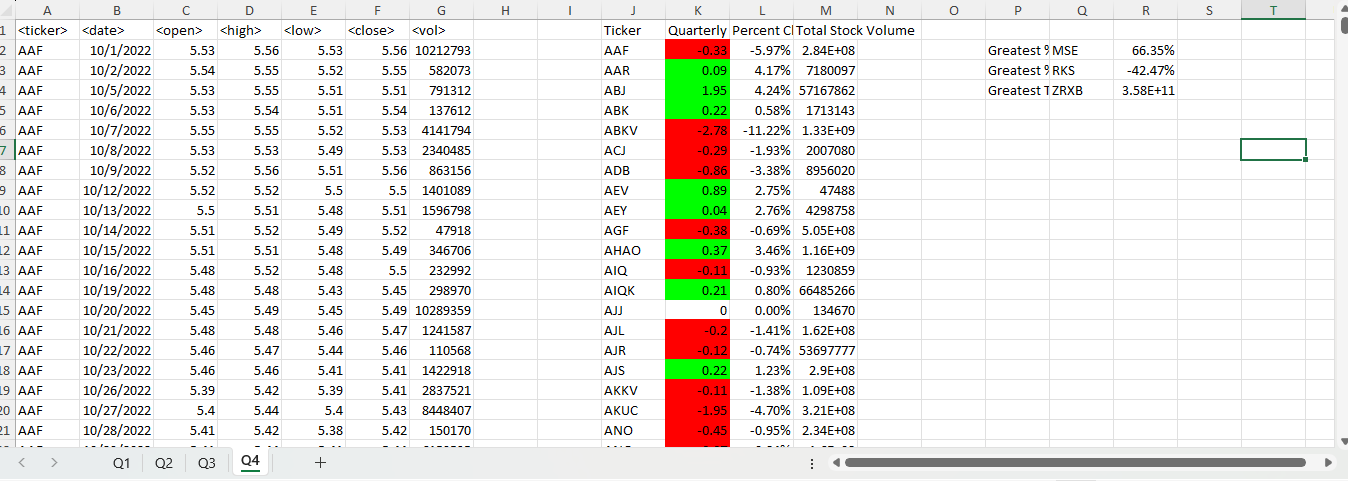 A B C D E F G H I J K L M N O P Q R S T
1 <ticker> <date> <open> <high> <low> <close> <vol> Ticker Quarterly Percent Cl Total Stock Volume
2 AAF 10/1/2022 5.53 5.56 5.53 5.56 10212793 AAF -0.33 -5.97% 2.84E+08 Greatest % MSE 66.35%
3 AAF 10/2/2022 5.54 5.55 5.52 5.55 582073 AAR 0.09 4.17% 7180097 Greatest % RKS -42.47%
4 AAF 10/5/2022 5.53 5.55 5.51 5.51 791312 ABJ 1.95 4.24% 57167862 Greatest T ZRXB 3.58E+11
5 AAF 10/6/2022 5.53 5.54 5.51 5.54 137612 ABK 0.22 0.58% 1713143
6 AAF 10/7/2022 5.55 5.55 5.52 5.53 4141794 ABKV -2.78 -11.22% 1.33E+09
7 AAF 10/8/2022 5.53 5.53 5.49 5.53 2340485 ACJ -0.29 -1.93% 2007080
8 AAF 10/9/2022 5.52 5.56 5.51 5.56 863156 ADB -0.86 -3.38% 8956020
9 AAF 10/12/2022 5.52 5.52 5.5 5.5 1401089 AEV 0.89 2.75% 47488
10 AAF 10/13/2022 5.5 5.51 5.48 5.51 1596798 AEY 0.04 2.76% 4298758
11 AAF 10/14/2022 5.51 5.52 5.49 5.52 47918 AGF -0.38 -0.69% 5.05E+08
12 AAF 10/15/2022 5.51 5.51 5.48 5.49 346706 AHAO 0.37 3.46% 1.16E+09
13 AAF 10/16/2022 5.48 5.52 5.48 5.5 232992 AIQ -0.11 -0.93% 1230859
14 AAF 10/19/2022 5.48 5.48 5.43 5.45 298970 AIQK 0.21 0.80% 66485266
15 AAF 10/20/2022 5.45 5.49 5.45 5.49 10289359 AJJ 0 0.00% 134670
16 AAF 10/21/2022 5.48 5.48 5.46 5.47 1241587 AJL -0.2 -1.41% 1.62E+08
17 AAF 10/22/2022 5.46 5.47 5.44 5.46 110568 AJR -0.12 -0.74% 53697777
18 AAF 10/23/2022 5.46 5.46 5.41 5.41 1422918 AJS 0.22 1.23% 2.9E+08
19 AAF 10/26/2022 5.39 5.42 5.39 5.41 2837521 AKKV -0.11 -1.38% 1.09E+08
20 AAF 10/27/2022 5.4 5.44 5.4 5.43 8448407 AKUC -1.95 -4.70% 3.21E+08
21 AAF 10/28/2022 5.41 5.42 5.38 5.42 150170 ANO -0.45 -0.95% 2.34E+08
Q1 Q2 Q3 Q4